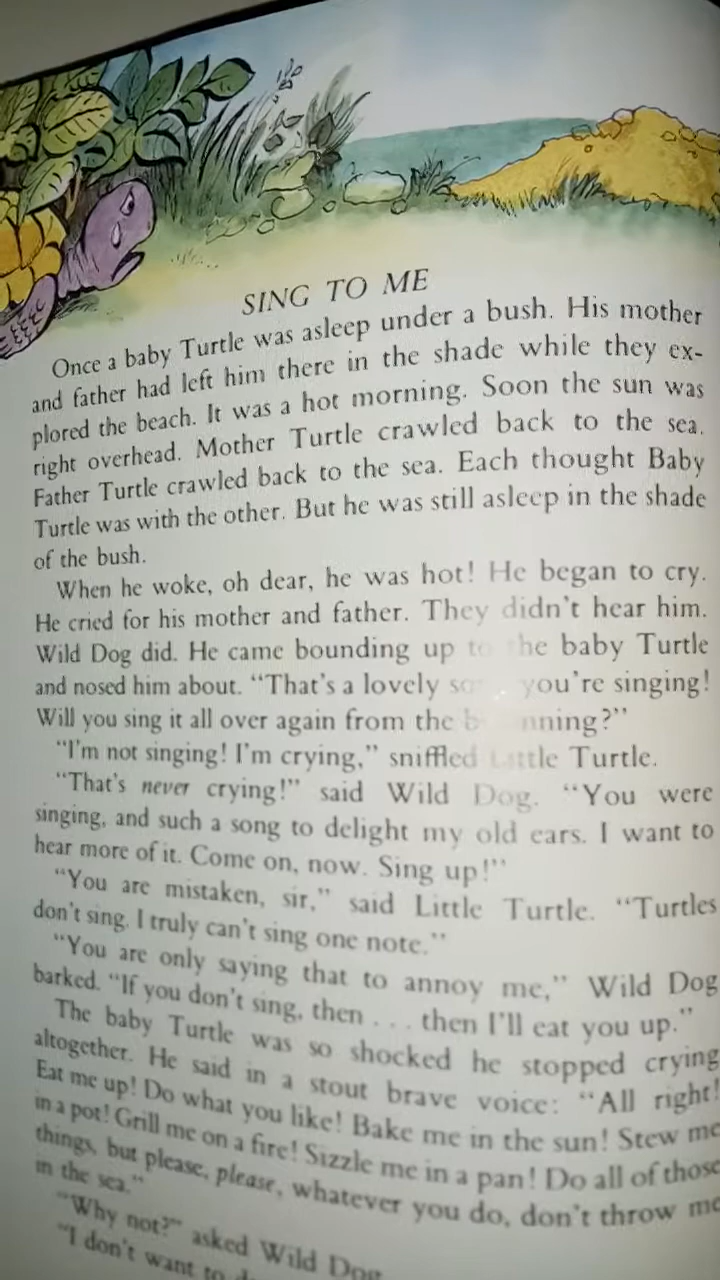 SING TO ME
Once a baby Turtle was asleep under a bush. His mother
and father had left him there in the shade while they ex-
plored the beach. It was a hot morning. Soon the sun was
right overhead. Mother Turtle crawled back to the sea.
Father Turtle crawled back to the sea. Each thought Baby
Turtle was with the other. But he was still asleep in the shade
of the bush.
When he woke, oh dear, he was hot! He began to cry.
He cried for his mother and father. They didn't hear him.
Wild Dog did. He came bounding up to the baby Turtle
and nosed him about. "That's a lovely you're singing!
Will you sing it all over again from the
"I'm not singing! I'm crying," sniffled Little Turtle.
"That's never crying!" said Wild Dog. "You were
singing, and such a song to delight my old ears. I want to
hear more of it. Come on, now. Sing up!"
"You are mistaken, sir," said Little Turtle. "Turtles
don't sing. I truly can't sing one note."
"You are only saying that to annoy me," Wild Dog
barked. "If you don't sing, then . . . then I'll eat you up."
The baby Turtle was so shocked he stopped crying
altogether. He said in a stout brave voice: "All right!
Eat me up! Do what you like! Bake me in the sun! Stew me
in a pot! Grill me on a fire! Sizzle me in a pan! Do all of those
things, but please, please, whatever you do, don't throw me
in the sea."
"Why not?" asked Wild Dog
"I don't want to